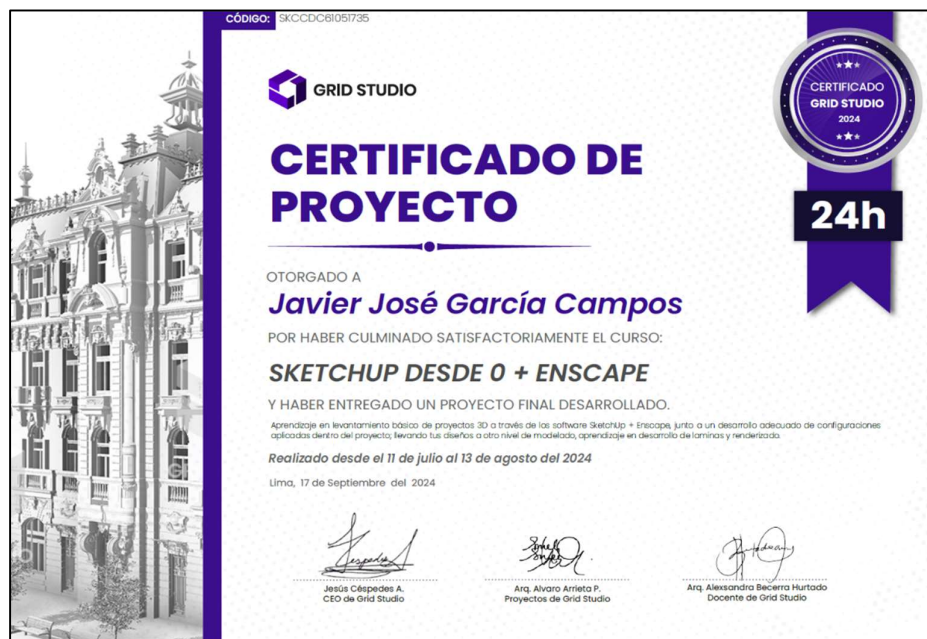 CÓDIGO: SKCCDC61051735
GRID STUDIO
CERTIFICADO
GRID STUDIO
2024
24h
CERTIFICADO DE
PROYECTO
OTORGADO A
Javier José García Campos
POR HABER CULMINADO SATISFACTORIAMENTE EL CURSO:
SKETCHUP DESDE 0 + ENSCAPE
Y HABER ENTREGADO UN PROYECTO FINAL DESARROLLADO.
Aprendizaje en levantamiento básico de proyectos 3D a través de los software SketchUp + Enscape, junto a un desarrollo adecuado de configuraciones
aplicadas dentro del proyecto; llevando tus diseños a otro nivel de modelado, aprendizaje en desarrollo de laminas y renderizado.
Realizado desde el 11 de julio al 13 de agosto del 2024
Lima, 17 de Septiembre del 2024
Jesús Céspedes A.
CEO de Grid Studio
Arq. Alvaro Arrieta P.
Proyectos de Grid Studio
Arq. Alexsandra Becerra Hurtado
Docente de Grid Studio